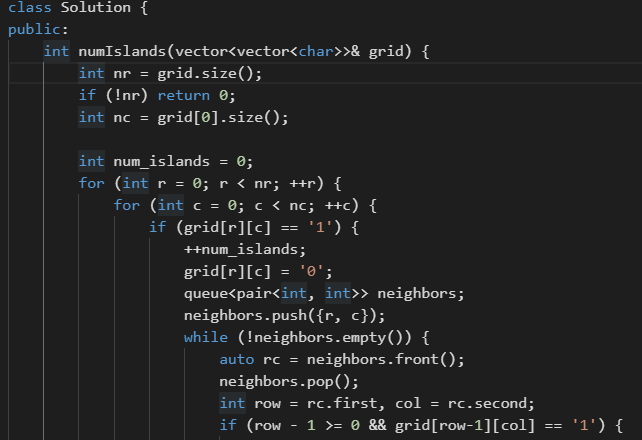 class Solution {
public:
    int numIslands(vector<vector<char>>& grid) {
        int nr = grid.size();
        if (!nr) return 0;
        int nc = grid[0].size();

        int num_islands = 0;
        for (int r = 0; r < nr; ++r) {
            for (int c = 0; c < nc; ++c) {
                if (grid[r][c] == '1') {
                    ++num_islands;
                    grid[r][c] = '0';
                    queue<pair<int, int>> neighbors;
                    neighbors.push({r, c});
                    while (!neighbors.empty()) {
                        auto rc = neighbors.front();
                        neighbors.pop();
                        int row = rc.first, col = rc.second;
                        if (row - 1 >= 0 && grid[row-1][col] == '1') {